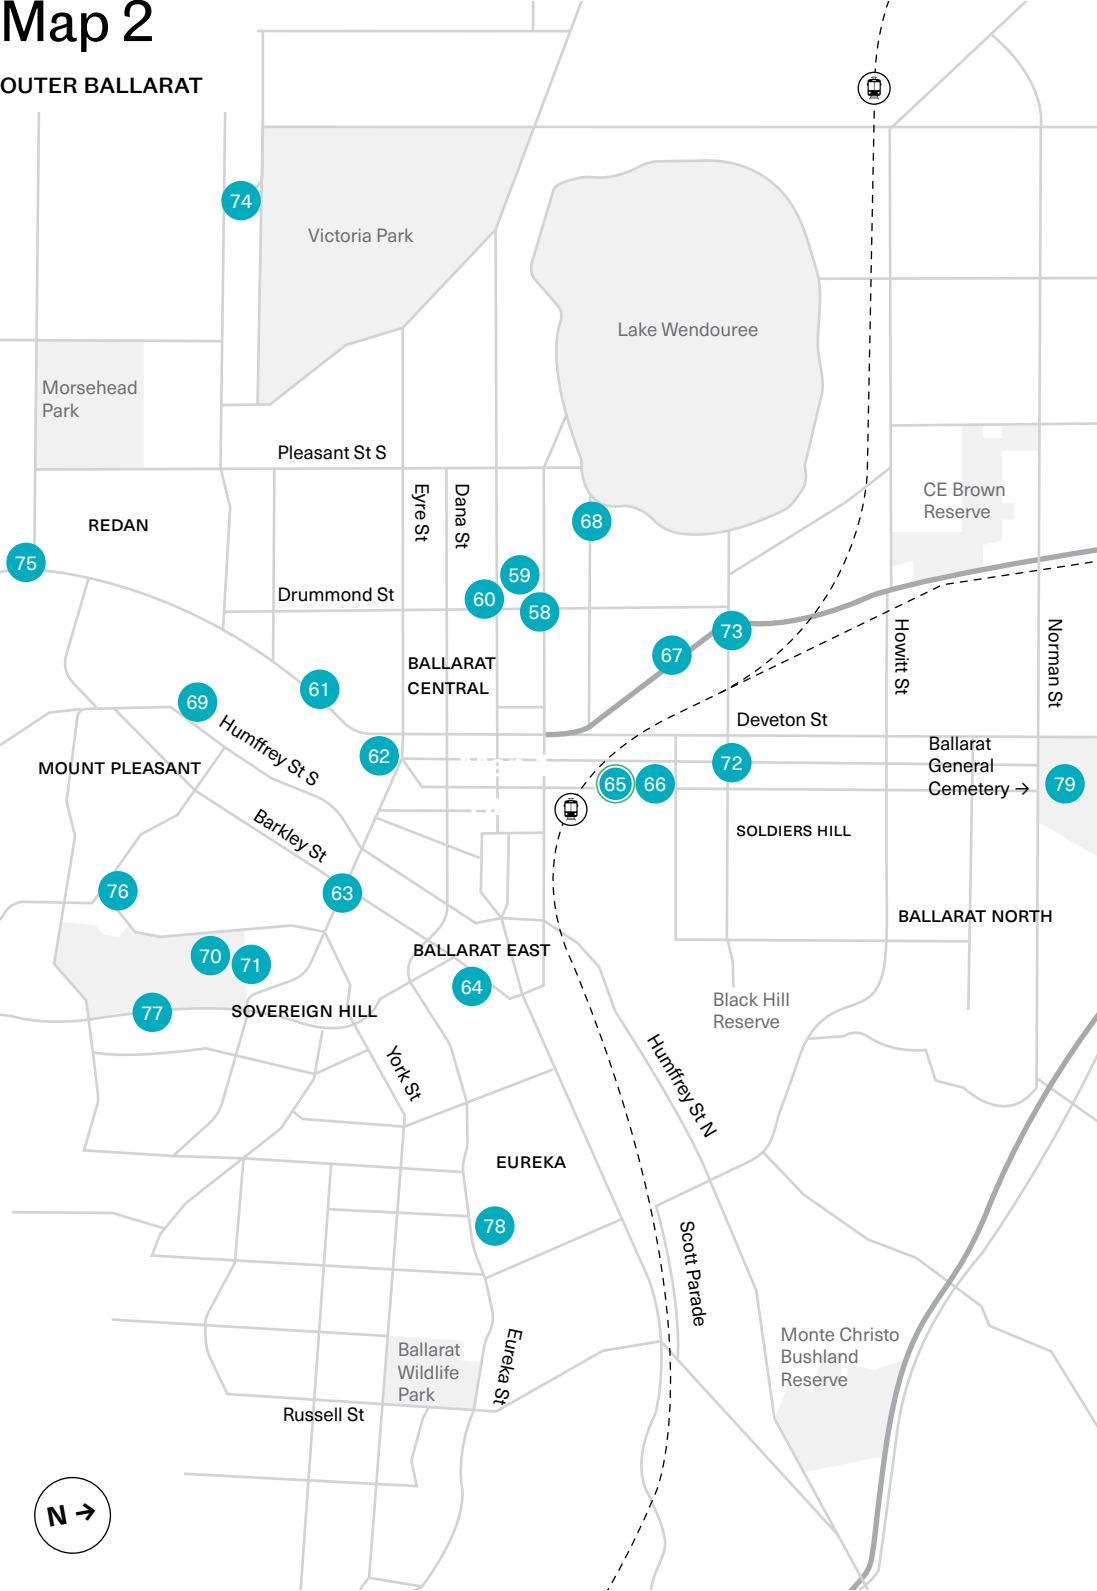 Map 2
OUTER BALLARAT
74
Victoria Park
Lake Wendouree
Morsehead
Park
Pleasant St S
Eyre St
Dana St
CE Brown
Reserve
REDAN
68
75
59
60
58
Drummond St
73
67
Howitt St
Norman St
BALLARAT
CENTRAL
61
69
Humffrey St S
Deveton St
62
72
Ballarat
General
Cemetery →
79
MOUNT PLEASANT
65
66
Barkley St
SOLDIERS HILL
76
63
BALLARAT NORTH
70
71
BALLARAT EAST
64
77
SOVEREIGN HILL
Black Hill
Reserve
York St
Humffrey St N
EUREKA
78
Scott Parade
Monte Christo
Bushland
Reserve
Ballarat
Wildlife
Park
Eureka St
Russell St
N →